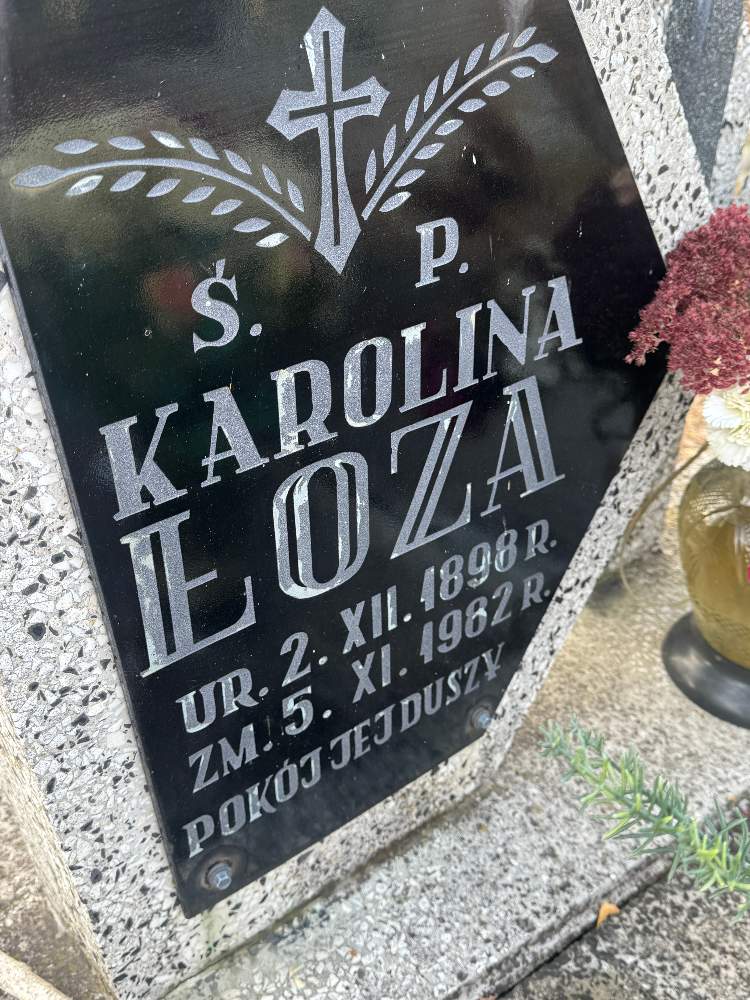 Ś. P.
KAROLINA
ŁOZA
UR. 2. XII. 1898 R.
ZM. 5. XI. 1982 R.
POKÓJ JEJ DUSZY